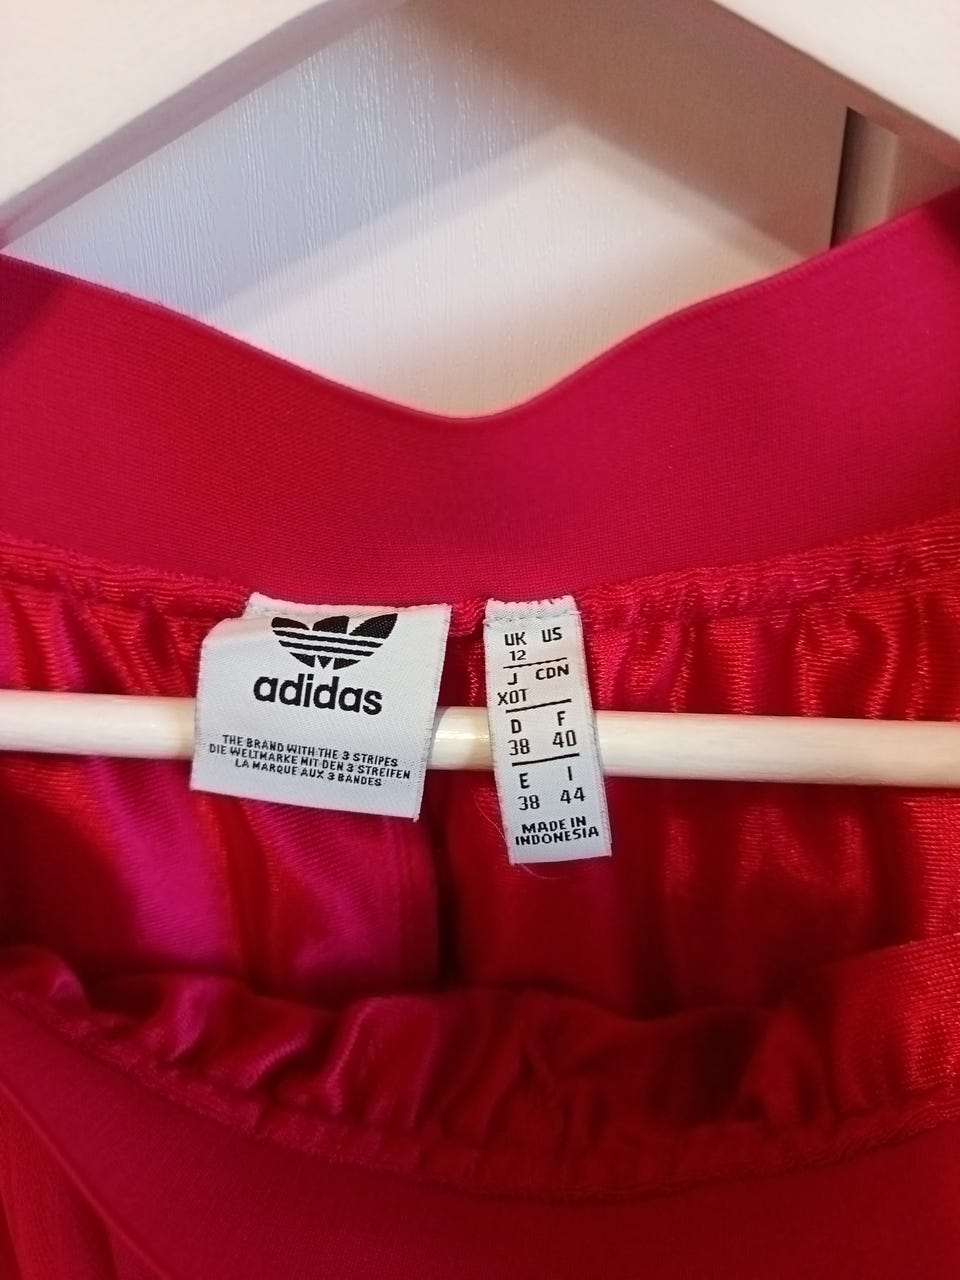 adidas
THE BRAND WITH THE 3 STRIPES
DIE WELTMARKE MIT DEN 3 STREIFEN
LA MARQUE AUX 3 BANDES
UK US
12
J CDN
XOT
D F
38 40
E I
38 44
MADE IN
INDONESIA